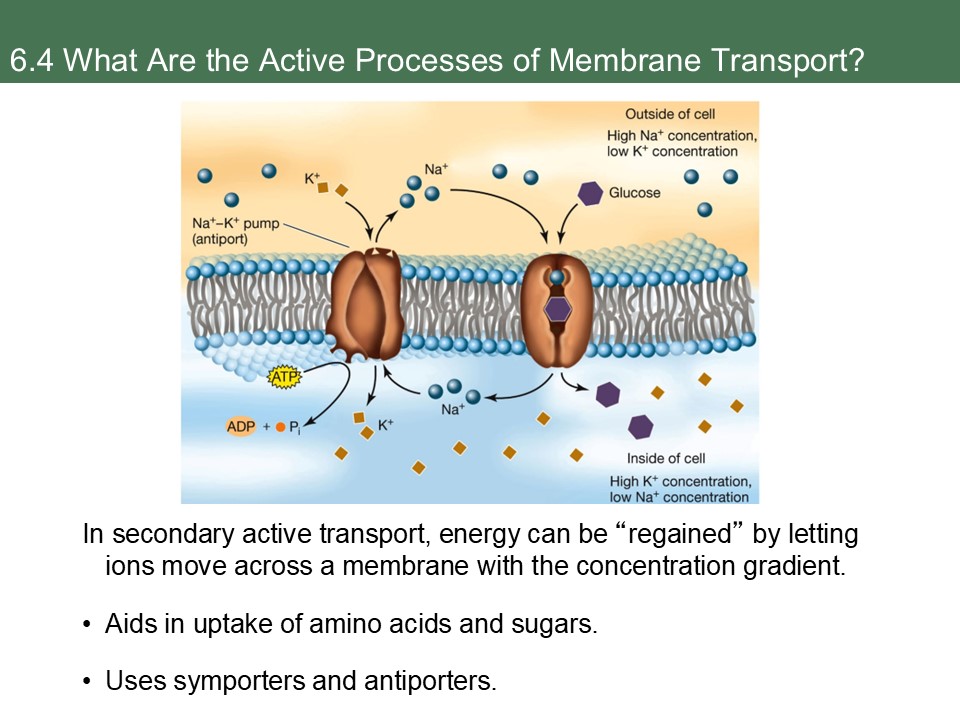 6.4 What Are the Active Processes of Membrane Transport?
Outside of cell
High Na⁺ concentration,
low K⁺ concentration
K⁺
Na⁺
Glucose
Na⁺–K⁺ pump
(antiport)
ATP
ADP + Pᵢ
K⁺
Na⁺
Inside of cell
High K⁺ concentration,
low Na⁺ concentration
In secondary active transport, energy can be “regained” by letting
ions move across a membrane with the concentration gradient.
• Aids in uptake of amino acids and sugars.
• Uses symporters and antiporters.